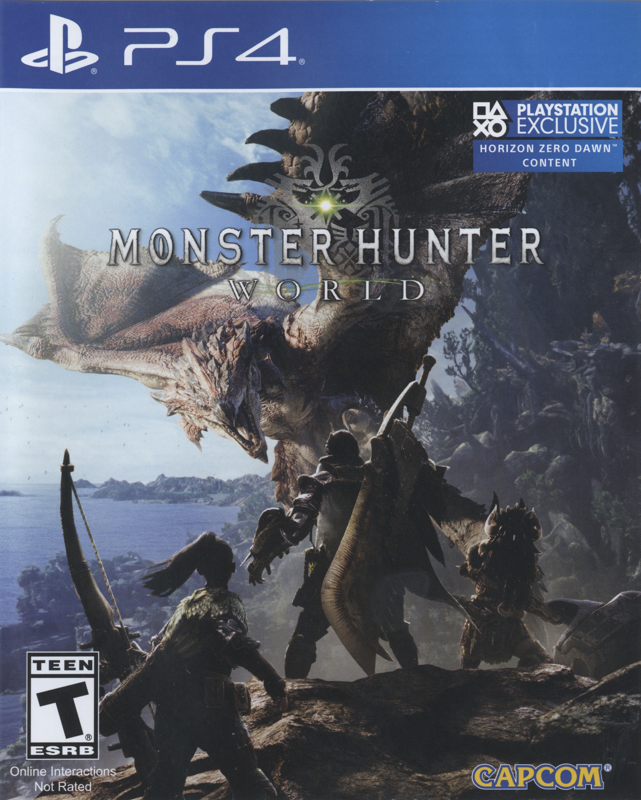 PS4®
PLAYSTATION
EXCLUSIVE
HORIZON ZERO DAWN™
CONTENT
MONSTER HUNTER
WORLD
TEEN
T
®
ESRB
Online Interactions
Not Rated
CAPCOM®